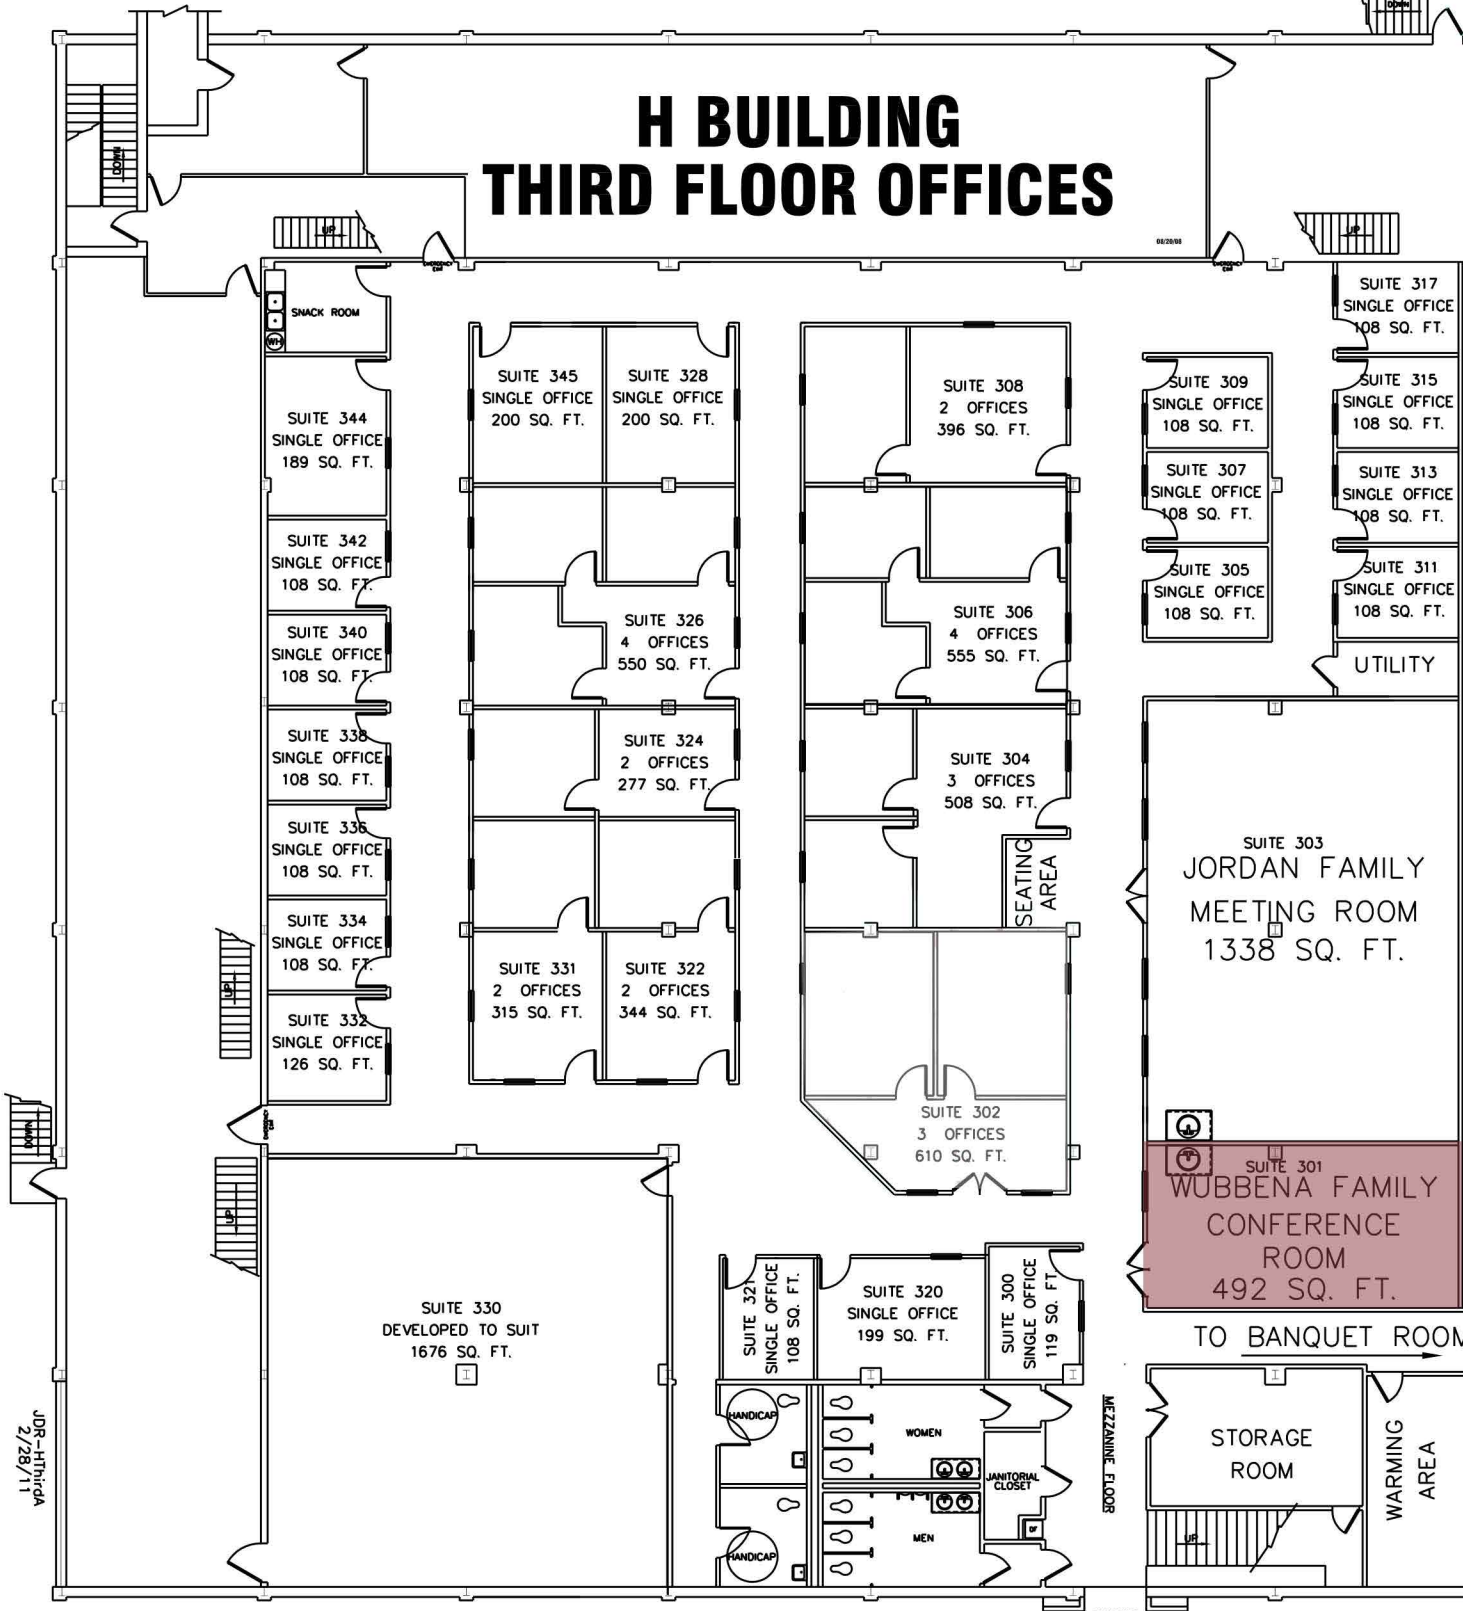 DOWN
H BUILDING
THIRD FLOOR OFFICES
08/20/08
DOWN
UP
UP
EMERGENCY
EXIT
EMERGENCY
EXIT
SNACK ROOM
WH
SUITE 344
SINGLE OFFICE
189 SQ. FT.
SUITE 342
SINGLE OFFICE
108 SQ. FT.
SUITE 340
SINGLE OFFICE
108 SQ. FT.
SUITE 338
SINGLE OFFICE
108 SQ. FT.
SUITE 336
SINGLE OFFICE
108 SQ. FT.
SUITE 334
SINGLE OFFICE
108 SQ. FT.
SUITE 332
SINGLE OFFICE
126 SQ. FT.
UP
EMERGENCY
EXIT
DOWN
UP
SUITE 345
SINGLE OFFICE
200 SQ. FT.
SUITE 328
SINGLE OFFICE
200 SQ. FT.
SUITE 326
4 OFFICES
550 SQ. FT.
SUITE 324
2 OFFICES
277 SQ. FT.
SUITE 331
2 OFFICES
315 SQ. FT.
SUITE 322
2 OFFICES
344 SQ. FT.
SUITE 308
2 OFFICES
396 SQ. FT.
SUITE 306
4 OFFICES
555 SQ. FT.
SUITE 304
3 OFFICES
508 SQ. FT.
SEATING
AREA
SUITE 302
3 OFFICES
610 SQ. FT.
SUITE 309
SINGLE OFFICE
108 SQ. FT.
SUITE 307
SINGLE OFFICE
108 SQ. FT.
SUITE 305
SINGLE OFFICE
108 SQ. FT.
SUITE 317
SINGLE OFFICE
108 SQ. FT.
SUITE 315
SINGLE OFFICE
108 SQ. FT.
SUITE 313
SINGLE OFFICE
108 SQ. FT.
SUITE 311
SINGLE OFFICE
108 SQ. FT.
UTILITY
SUITE 303
JORDAN FAMILY
MEETING ROOM
1338 SQ. FT.
SUITE 301
WUBBENA FAMILY
CONFERENCE
ROOM
492 SQ. FT.
TO BANQUET ROOM
SUITE 330
DEVELOPED TO SUIT
1676 SQ. FT.
SUITE 321
SINGLE OFFICE
108 SQ. FT.
SUITE 320
SINGLE OFFICE
199 SQ. FT.
SUITE 300
SINGLE OFFICE
119 SQ. FT.
HANDICAP
HANDICAP
WOMEN
MEN
JANITORIAL
CLOSET
DF
MEZZANINE FLOOR
STORAGE
ROOM
UP
WARMING
AREA
JDR-HThirdA
2/28/11